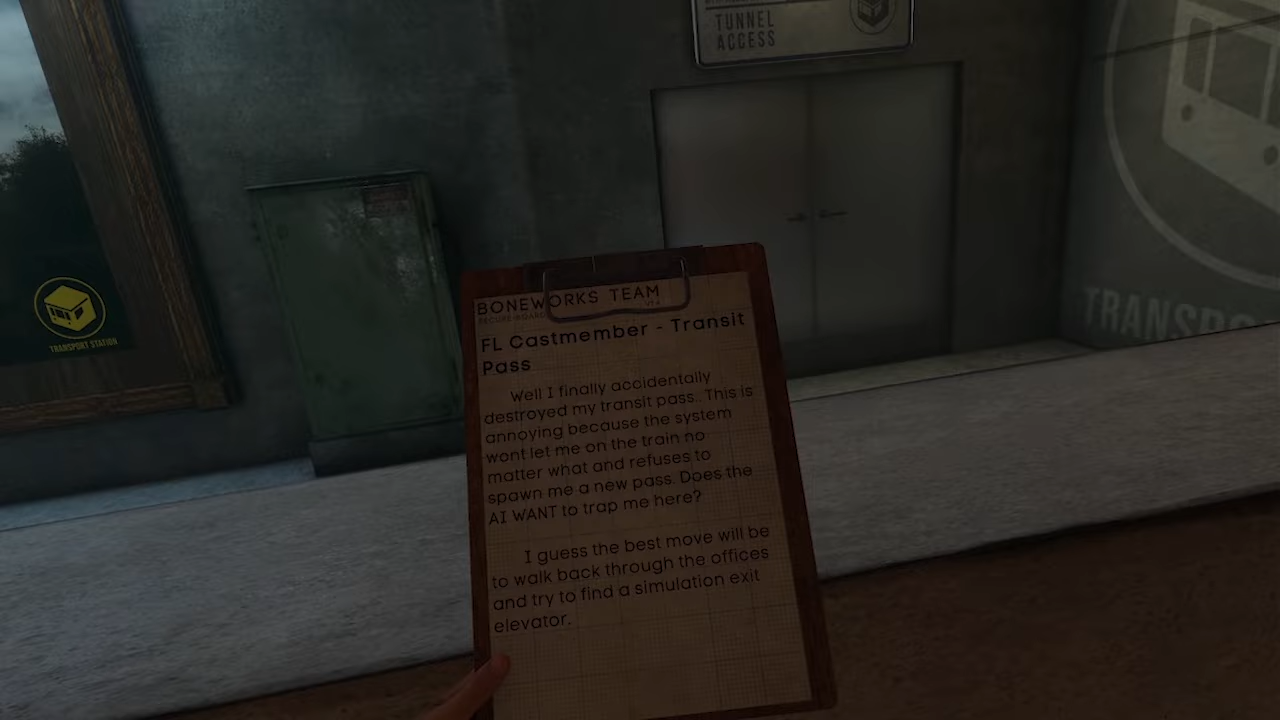 TUNNEL
ACCESS
TRANSPORT STATION
BONEWORKS TEAM
FL Castmember - Transit
Pass
Well I finally accidentally
destroyed my transit pass.. This is
annoying because the system
wont let me on the train no
matter what and refuses to
spawn me a new pass. Does the
AI WANT to trap me here?
I guess the best move will be
to walk back through the offices
and try to find a simulation exit
elevator.